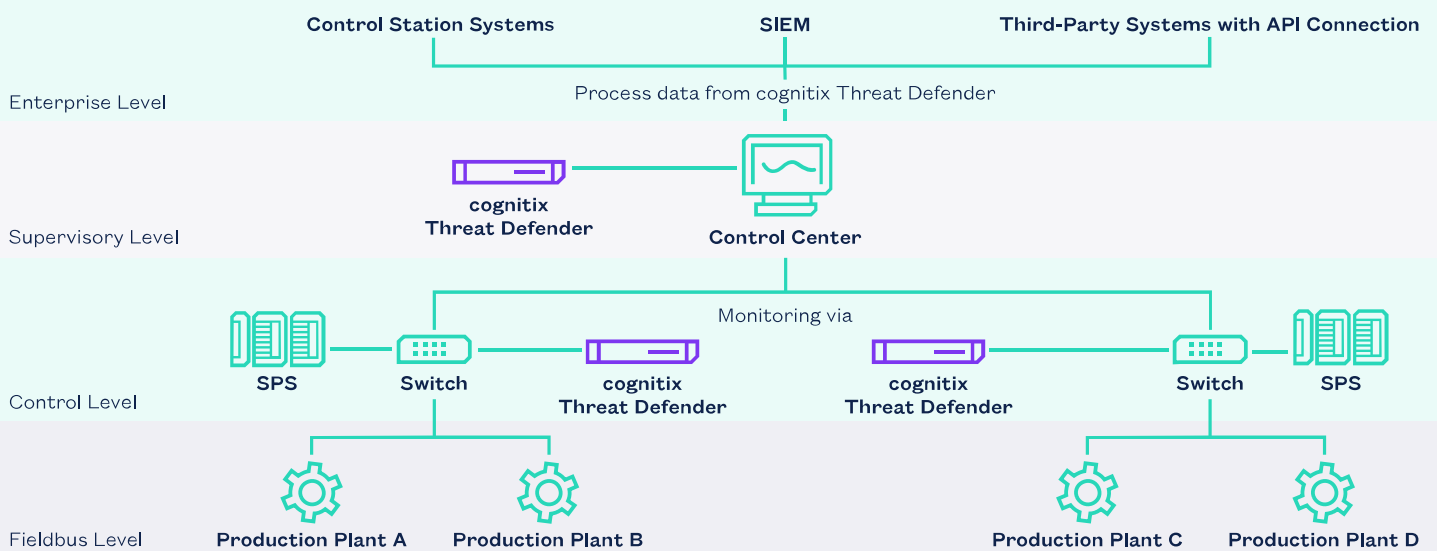 Control Station Systems
SIEM
Third-Party Systems with API Connection
Process data from cognitix Threat Defender
Enterprise Level
cognitix
Threat Defender
Control Center
Supervisory Level
Monitoring via
SPS
Switch
cognitix
Threat Defender
cognitix
Threat Defender
Switch
SPS
Control Level
Production Plant A
Production Plant B
Production Plant C
Production Plant D
Fieldbus Level